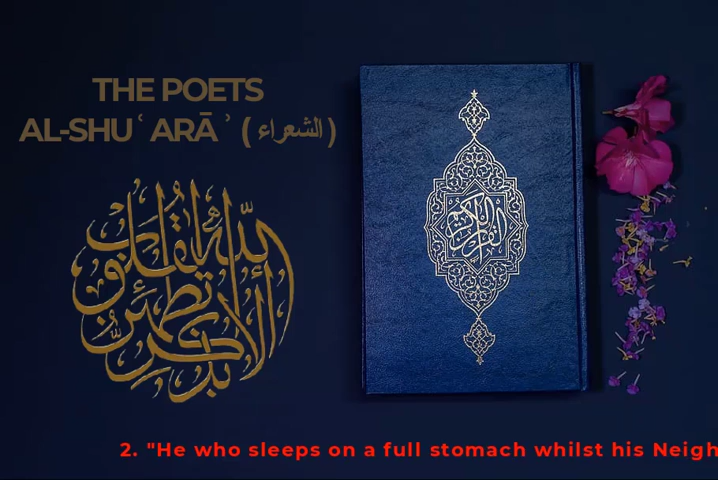 THE POETS
AL-SHUʿARĀʾ (الشعراء)
ألا بذكر الله تطمئن القلوب
القرآن الكريم
2. "He who sleeps on a full stomach whilst his Neigh